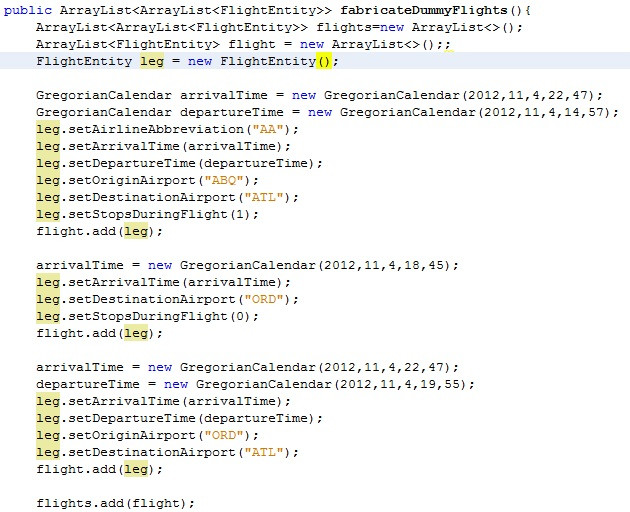 public ArrayList<ArrayList<FlightEntity>> fabricateDummyFlights(){
ArrayList<ArrayList<FlightEntity>> flights=new ArrayList<>();
ArrayList<FlightEntity> flight = new ArrayList<>();;
FlightEntity leg = new FlightEntity();
GregorianCalendar arrivalTime = new GregorianCalendar(2012,11,4,22,47);
GregorianCalendar departureTime = new GregorianCalendar(2012,11,4,14,57);
leg.setAirlineAbbreviation("AA");
leg.setArrivalTime(arrivalTime);
leg.setDepartureTime(departureTime);
leg.setOriginAirport("ABQ");
leg.setDestinationAirport("ATL");
leg.setStopsDuringFlight(1);
flight.add(leg);
arrivalTime = new GregorianCalendar(2012,11,4,18,45);
leg.setArrivalTime(arrivalTime);
leg.setDestinationAirport("ORD");
leg.setStopsDuringFlight(0);
flight.add(leg);
arrivalTime = new GregorianCalendar(2012,11,4,22,47);
departureTime = new GregorianCalendar(2012,11,4,19,55);
leg.setArrivalTime(arrivalTime);
leg.setDepartureTime(departureTime);
leg.setOriginAirport("ORD");
leg.setDestinationAirport("ATL");
flight.add(leg);
flights.add(flight);